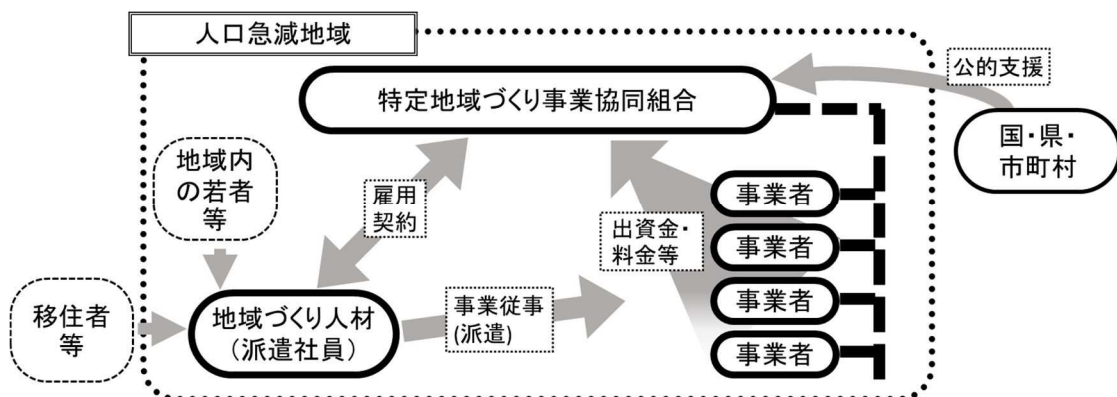 人口急減地域
特定地域づくり事業協同組合
公的支援
国・県・
市町村
地域内
の若者
等
雇用
契約
出資金・
料金等
事業者
事業者
事業者
事業者
移住者
等
地域づくり人材
（派遣社員）
事業従事
(派遣)